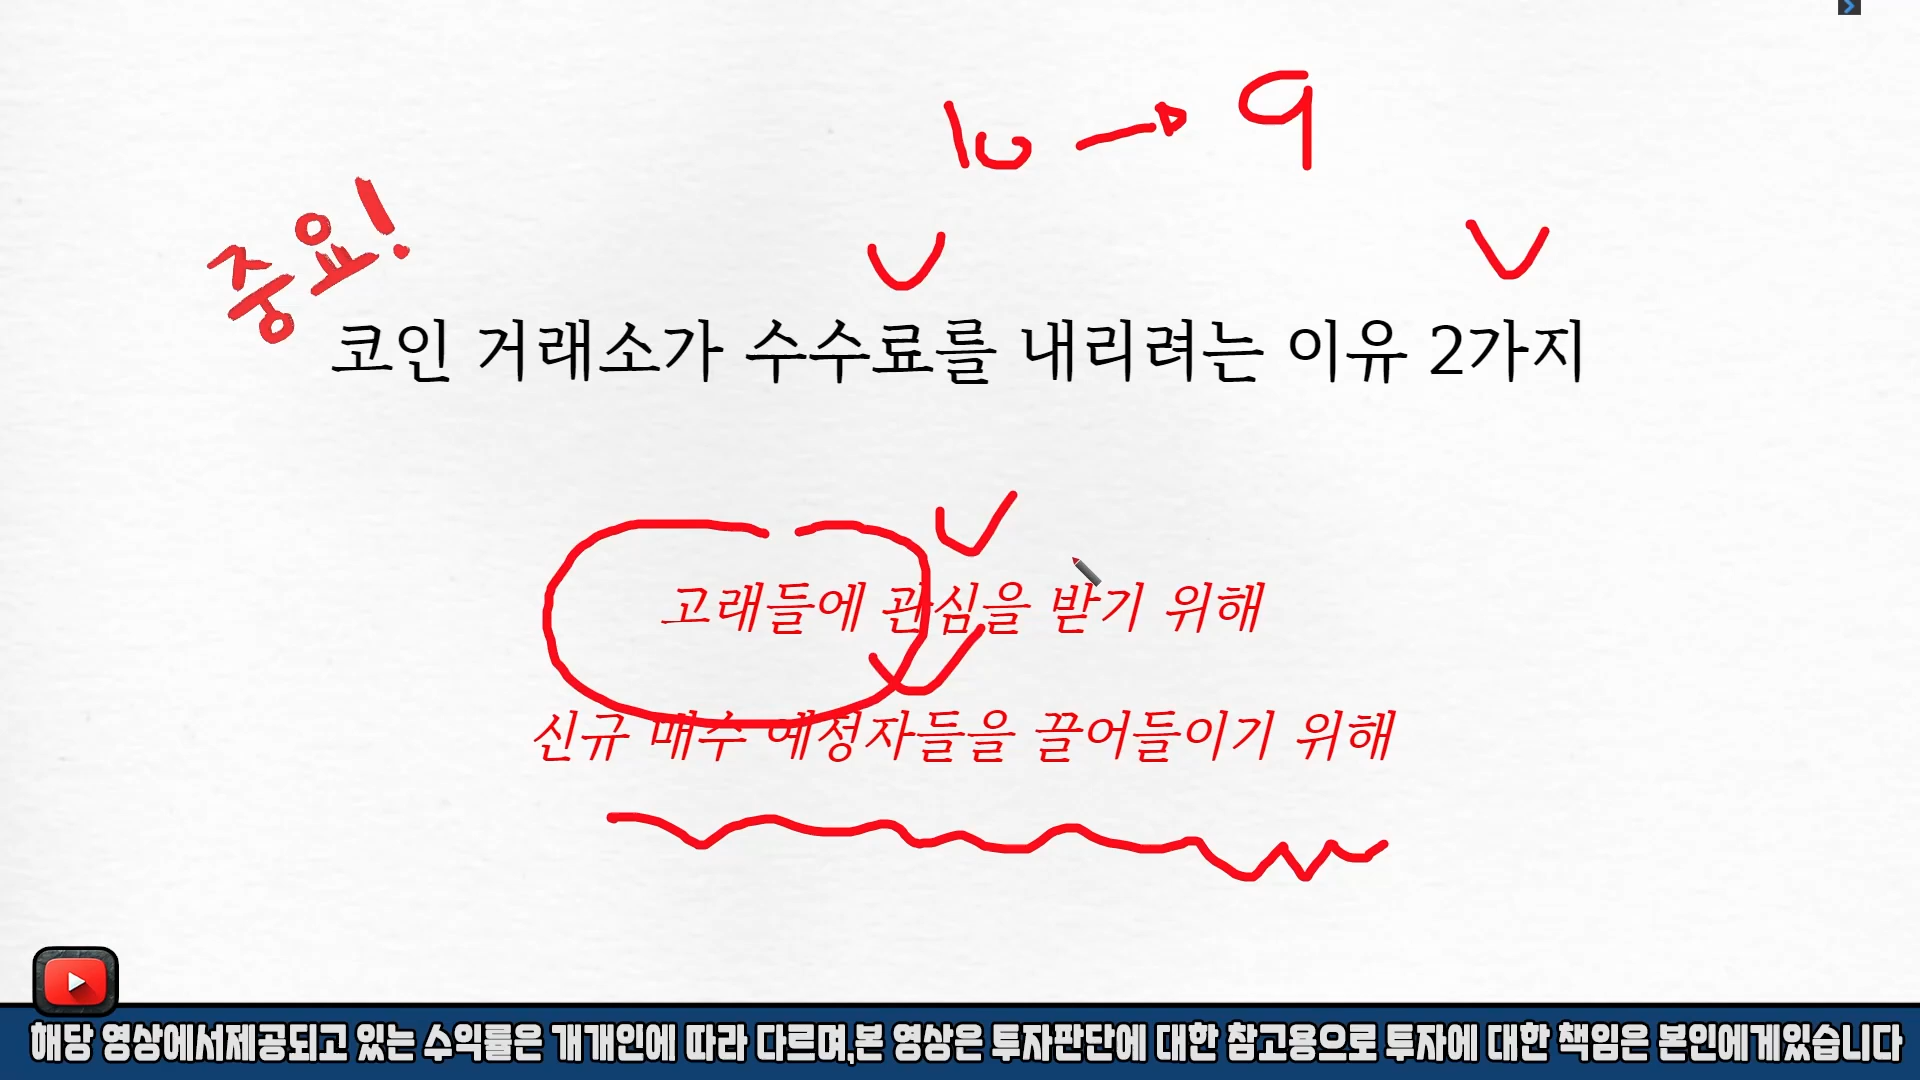 10 → 9
중요!
코인 거래소가 수수료를 내리려는 이유 2가지
고래들에 관심을 받기 위해
신규 매수 예정자들을 끌어들이기 위해
해당 영상에서제공되고 있는 수익률은 개개인에 따라 다르며,본 영상은 투자판단에 대한 참고용으로 투자에 대한 책임은 본인에게있습니다